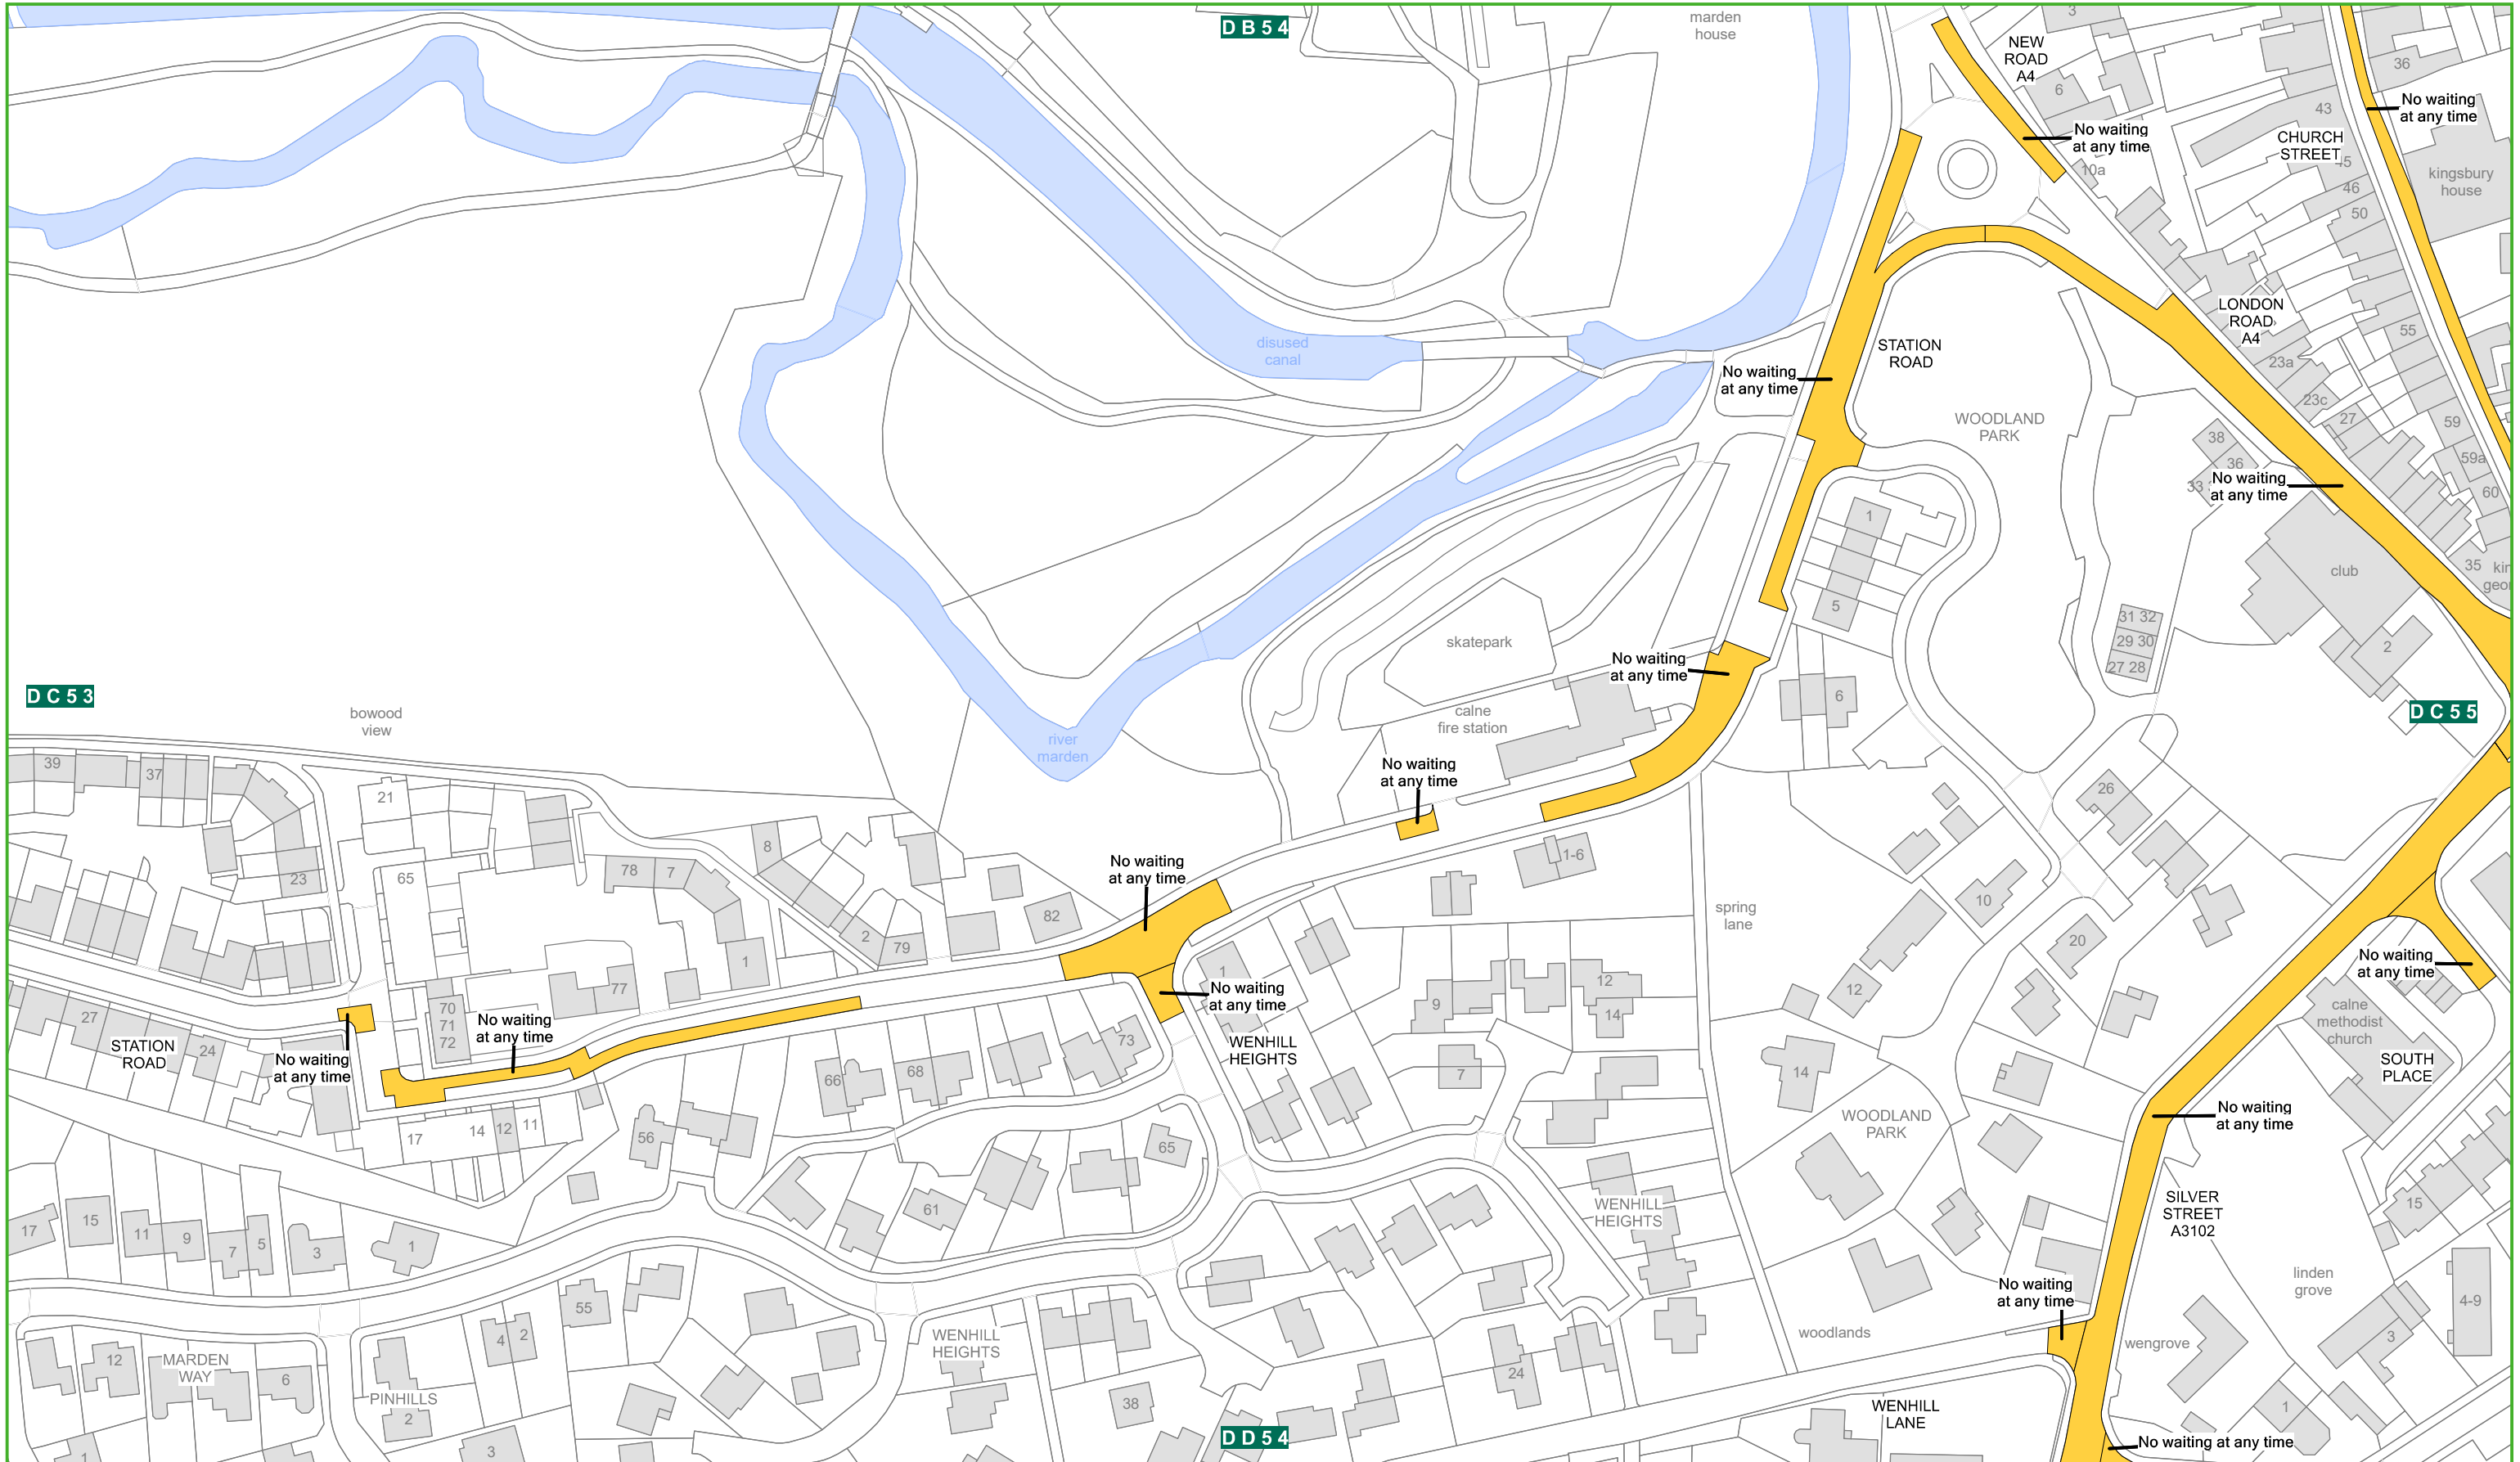 D B 5 4
marden
house
3
NEW
ROAD
A4
6
36
43
No waiting
at any time
No waiting
at any time
CHURCH
STREET
45
46
10a
50
kingsbury
house
LONDON
ROAD
A4
55
23a
23c
27
59
59a
60
35
disused
canal
No waiting
at any time
STATION
ROAD
WOODLAND
PARK
38
36
33
No waiting
at any time
1
5
club
2
31 32
29 30
27 28
skatepark
No waiting
at any time
6
calne
fire station
No waiting
at any time
D C 5 3
D C 5 5
bowood
view
river
marden
39
37
21
23
65
78
7
8
2
79
1
82
77
70
71
72
No waiting
at any time
No waiting
at any time
1
No waiting
at any time
WENHILL
HEIGHTS
1-6
spring
lane
26
10
12
20
No waiting
at any time
calne
methodist
church
SOUTH
PLACE
27
24
STATION
ROAD
No waiting
at any time
66
68
73
9
12
14
7
14
WOODLAND
PARK
No waiting
at any time
17
14
12
11
56
65
61
WENHILL
HEIGHTS
SILVER
STREET
A3102
15
17
15
11
9
7
5
3
1
linden
grove
4-9
3
No waiting
at any time
woodlands
wengrove
55
4
2
12
MARDEN
WAY
6
PINHILLS
2
3
1
WENHILL
HEIGHTS
38
24
D D 5 4
WENHILL
LANE
1
No waiting at any time